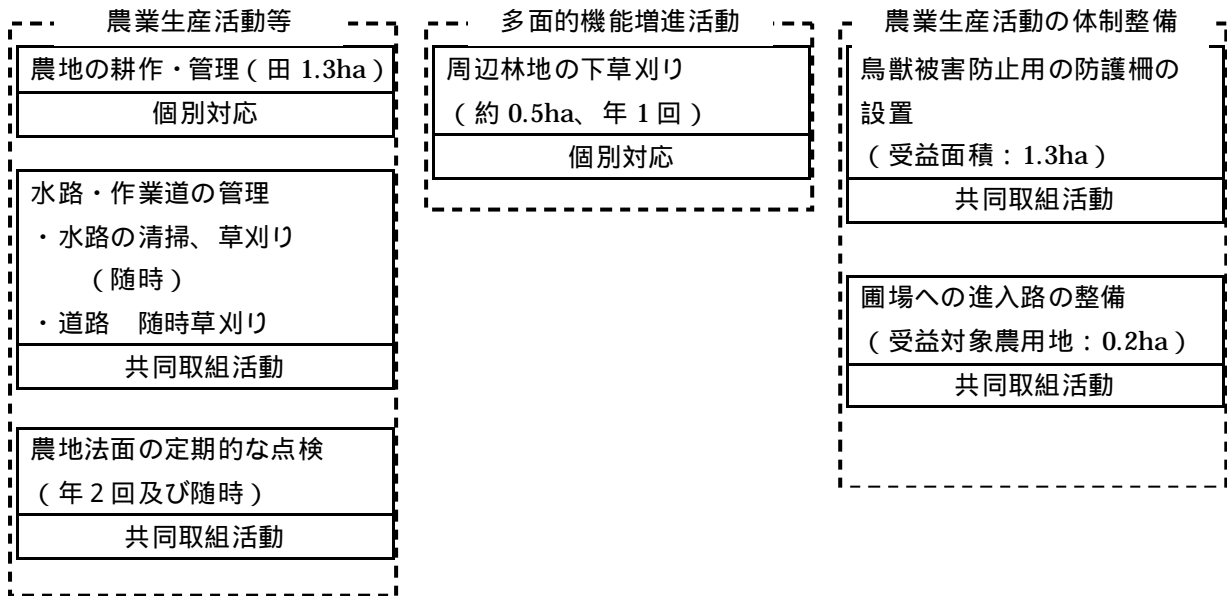 農業生産活動等
農地の耕作・管理（田 1.3ha）
個別対応
水路・作業道の管理
・水路の清掃、草刈り
（随時）
・道路　随時草刈り
共同取組活動
農地法面の定期的な点検
（年２回及び随時）
共同取組活動
多面的機能増進活動
周辺林地の下草刈り
（約 0.5ha、年１回）
個別対応
農業生産活動の体制整備
鳥獣被害防止用の防護柵の
設置
（受益面積：1.3ha）
共同取組活動
圃場への進入路の整備
（受益対象農用地：0.2ha）
共同取組活動